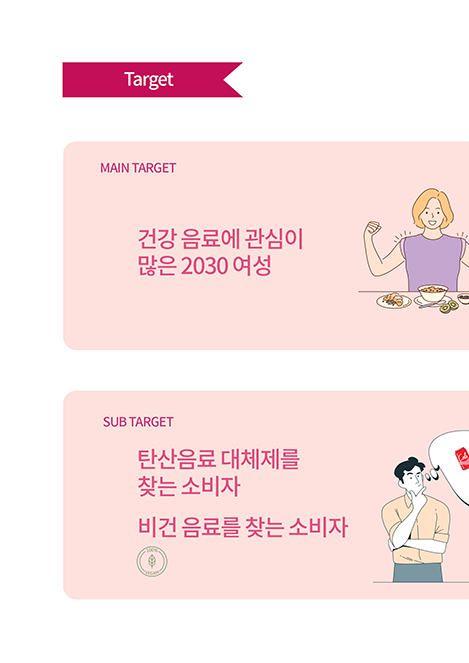 Target
MAIN TARGET
건강 음료에 관심이
많은 2030 여성
SUB TARGET
탄산음료 대체제를
찾는 소비자
비건 음료를 찾는 소비자
100%
VEGAN